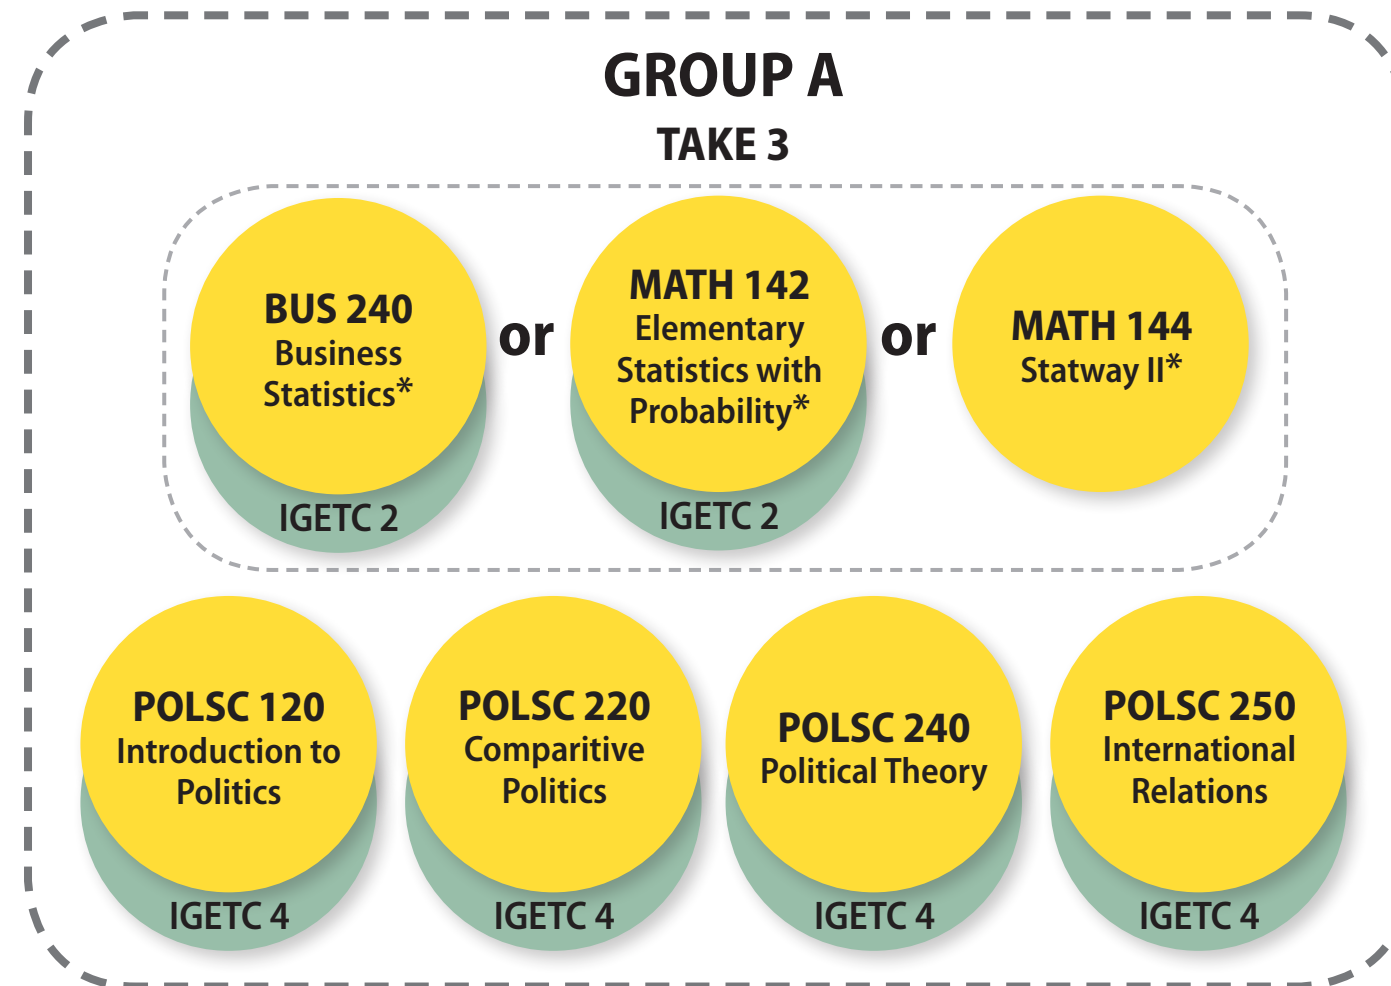 GROUP A
TAKE 3
BUS 240
Business
Statistics*
IGETC 2
or
MATH 142
Elementary
Statistics with
Probability*
IGETC 2
or
MATH 144
Statway II*
POLSC 120
Introduction to
Politics
IGETC 4
POLSC 220
Comparitive
Politics
IGETC 4
POLSC 240
Political Theory
IGETC 4
POLSC 250
International
Relations
IGETC 4